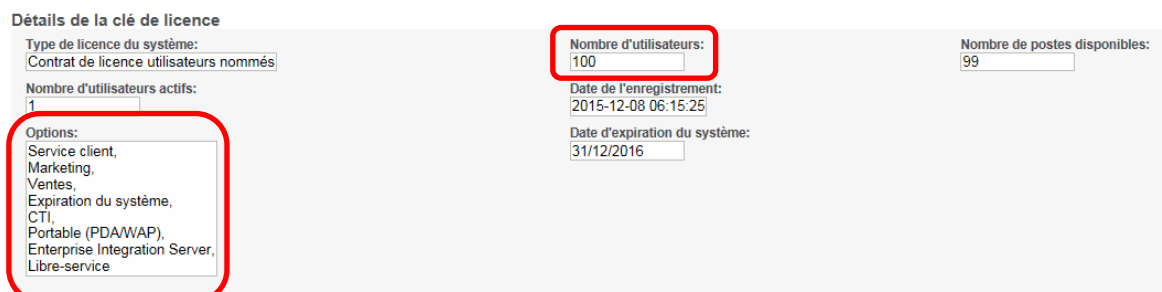 Détails de la clé de licence
Type de licence du système:
Contrat de licence utilisateurs nommés
Nombre d'utilisateurs:
100
Nombre de postes disponibles:
99
Nombre d'utilisateurs actifs:
1
Date de l'enregistrement:
2015-12-08 06:15:25
Options:
Service client,
Marketing,
Ventes,
Expiration du système,
CTI,
Portable (PDA/WAP),
Enterprise Integration Server,
Libre-service
Date d'expiration du système:
31/12/2016